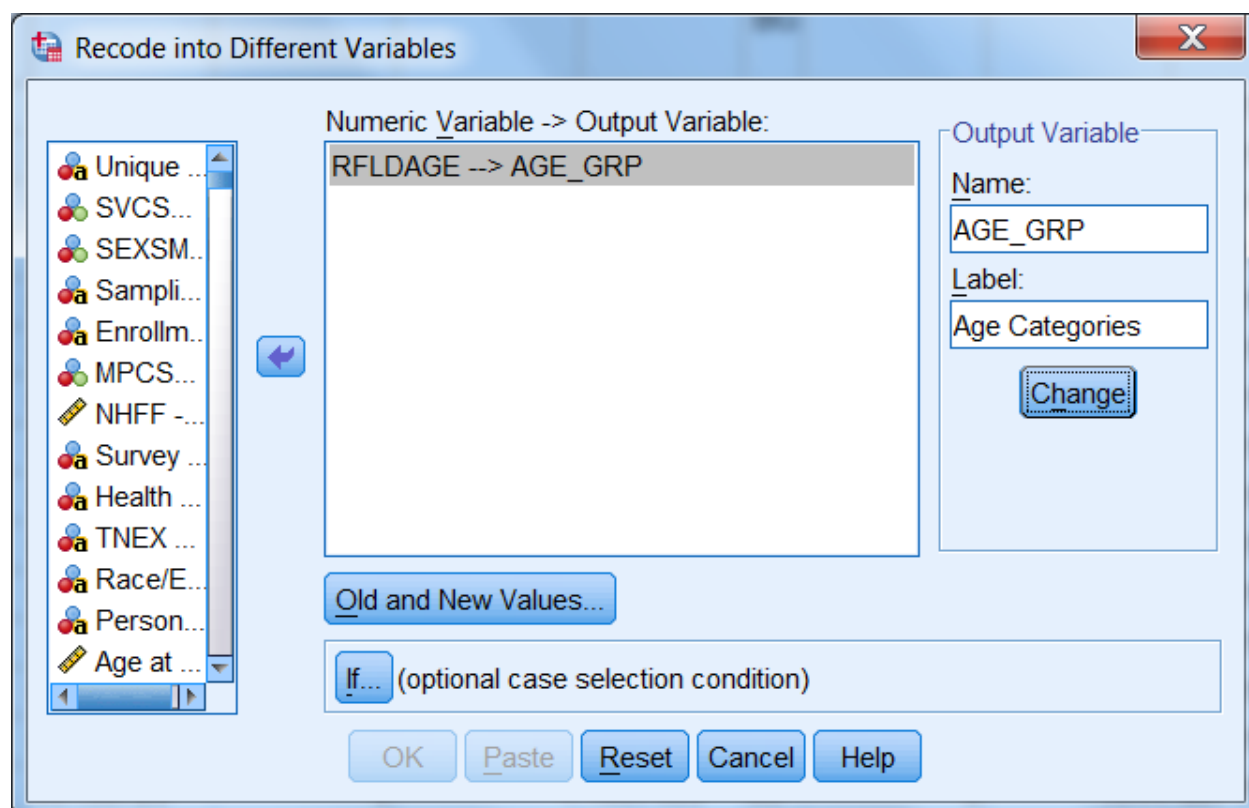 Recode into Different Variables
Unique ...
SVCS...
SEXSM..
Sampli...
Enrollm..
MPCS...
NHFF -...
Survey ...
Health ...
TNEX ...
Race/E..
Person...
Age at ...
Numeric Variable -> Output Variable:
RFLDAGE --> AGE_GRP
Output Variable
Name:
AGE_GRP
Label:
Age Categories
Change
Old and New Values...
If... (optional case selection condition)
OK Paste Reset Cancel Help